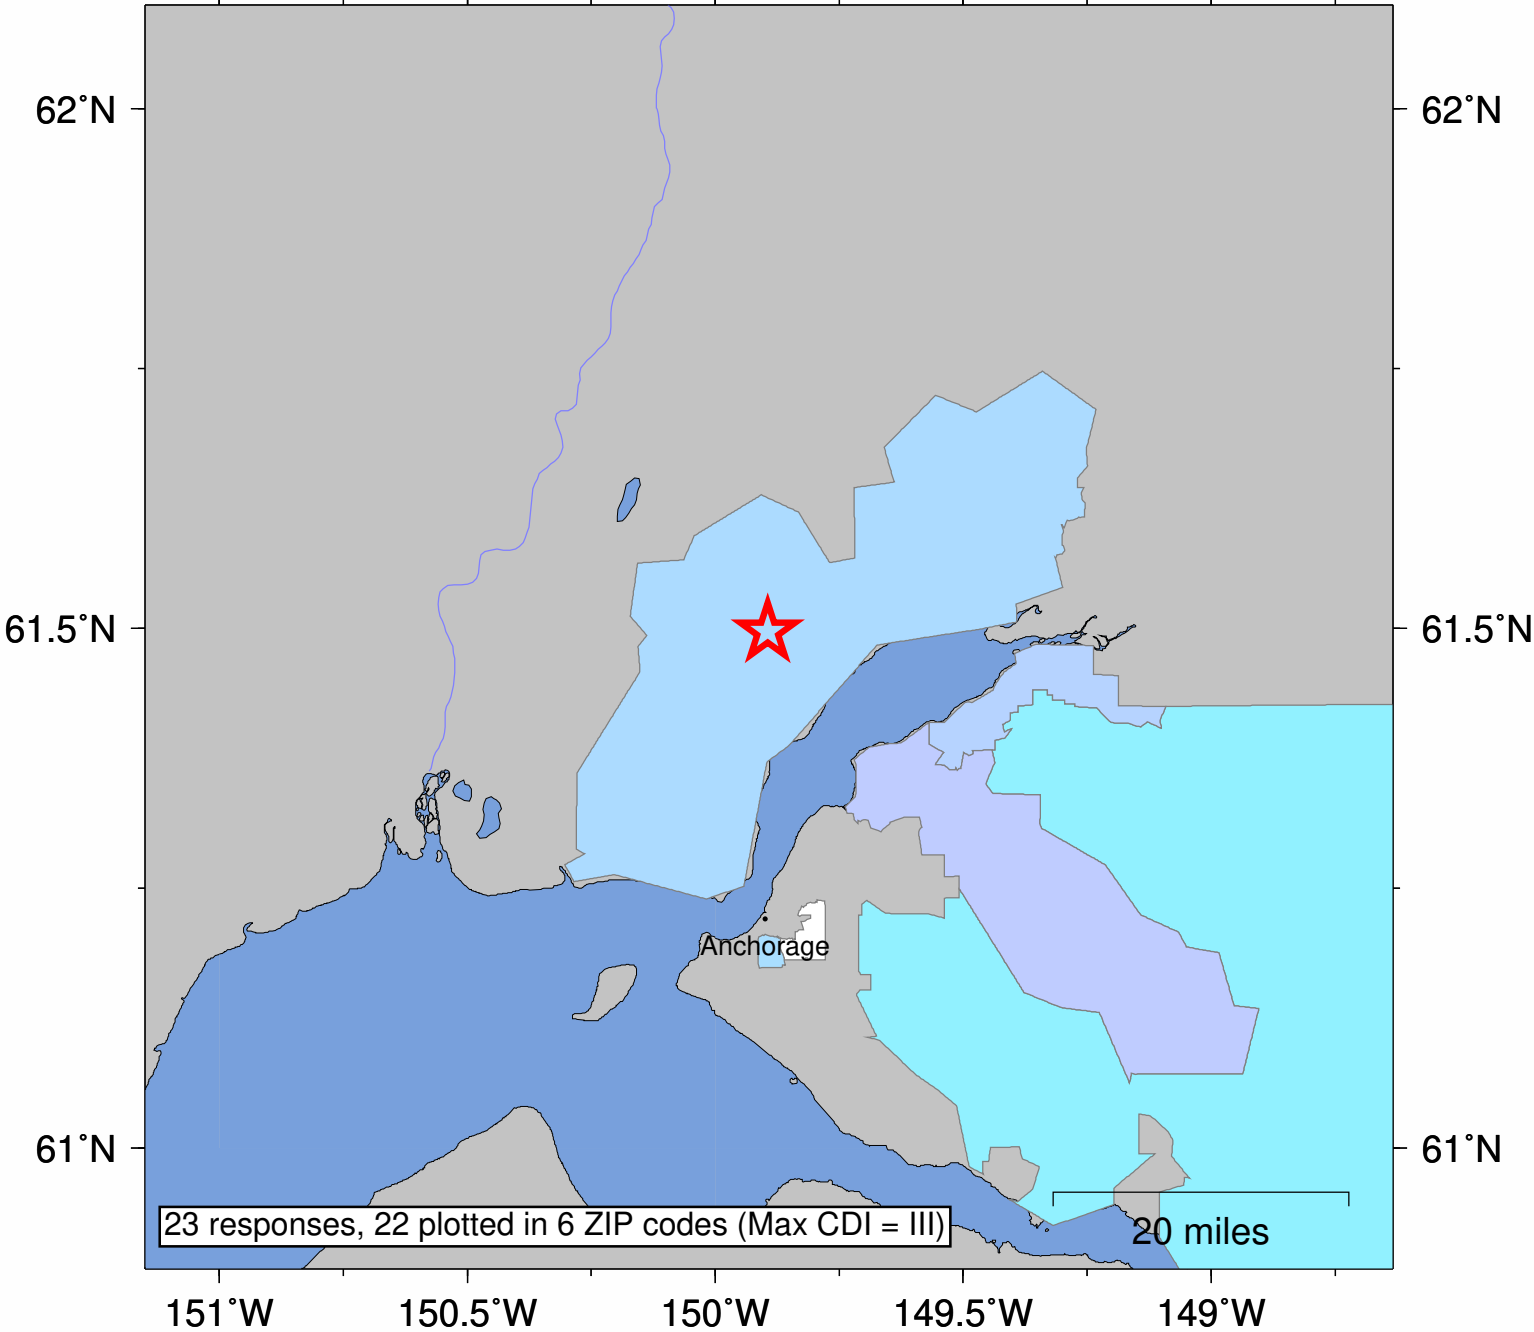 62°N
62°N
61.5°N
61.5°N
Anchorage
61°N
61°N
23 responses, 22 plotted in 6 ZIP codes (Max CDI = III)
20 miles
151°W
150.5°W
150°W
149.5°W
149°W